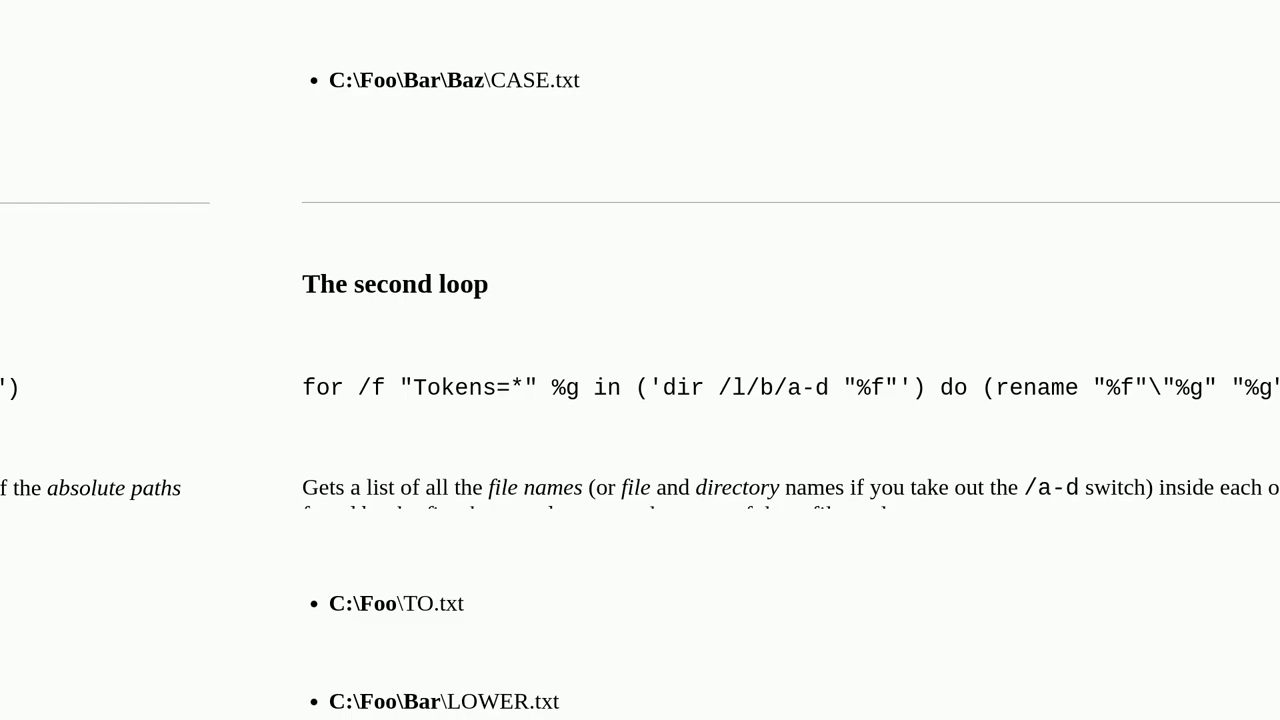 • C:\Foo\Bar\Baz\CASE.txt
The second loop
')
for /f "Tokens=*" %g in ('dir /l/b/a-d "%f"') do (rename "%f"\"%g" "%g"
f the absolute paths
Gets a list of all the file names (or file and directory names if you take out the /a-d switch) inside each o
• C:\Foo\TO.txt
• C:\Foo\Bar\LOWER.txt